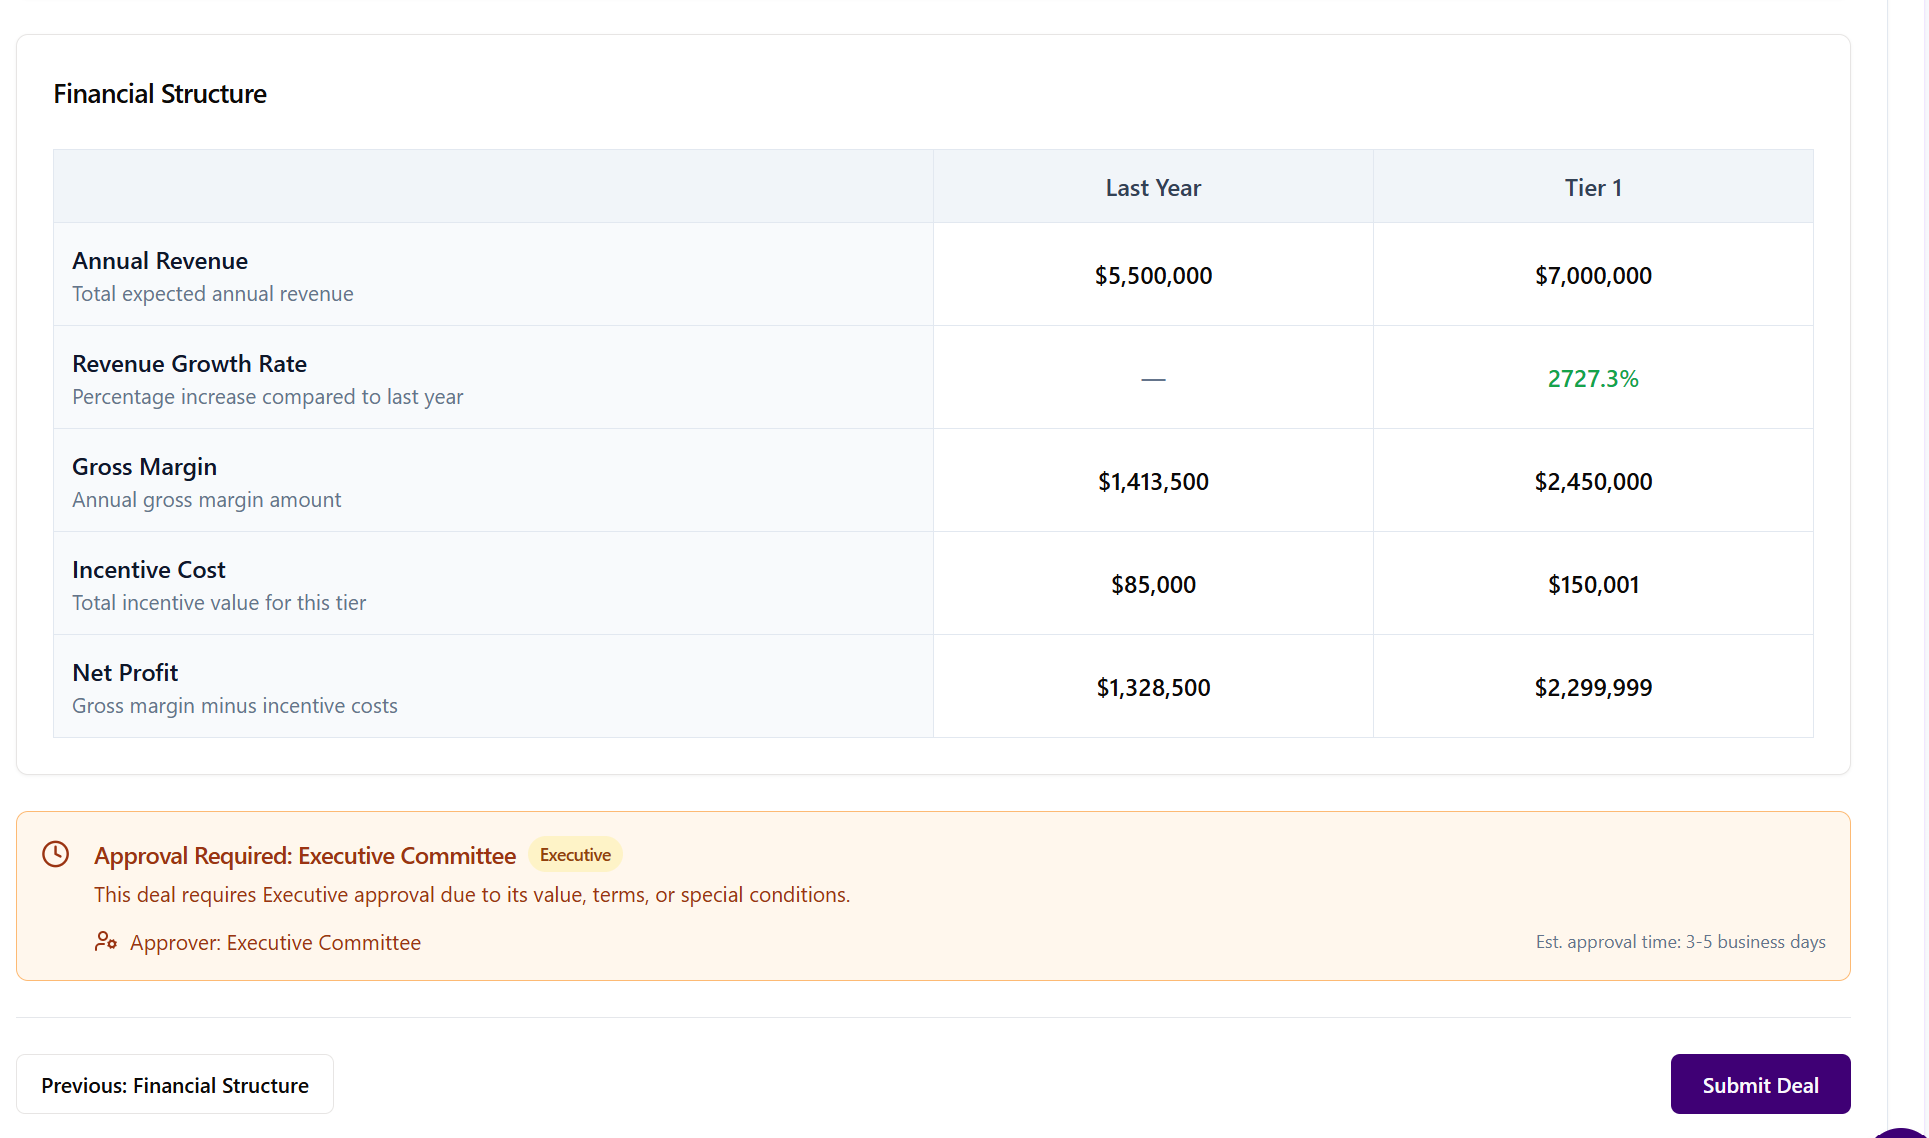 Financial Structure
Last Year Tier 1
Annual Revenue
Total expected annual revenue
$5,500,000 $7,000,000
Revenue Growth Rate
Percentage increase compared to last year
— 2727.3%
Gross Margin
Annual gross margin amount
$1,413,500 $2,450,000
Incentive Cost
Total incentive value for this tier
$85,000 $150,001
Net Profit
Gross margin minus incentive costs
$1,328,500 $2,299,999
Approval Required: Executive Committee Executive
This deal requires Executive approval due to its value, terms, or special conditions.
Approver: Executive Committee
Est. approval time: 3-5 business days
Previous: Financial Structure
Submit Deal